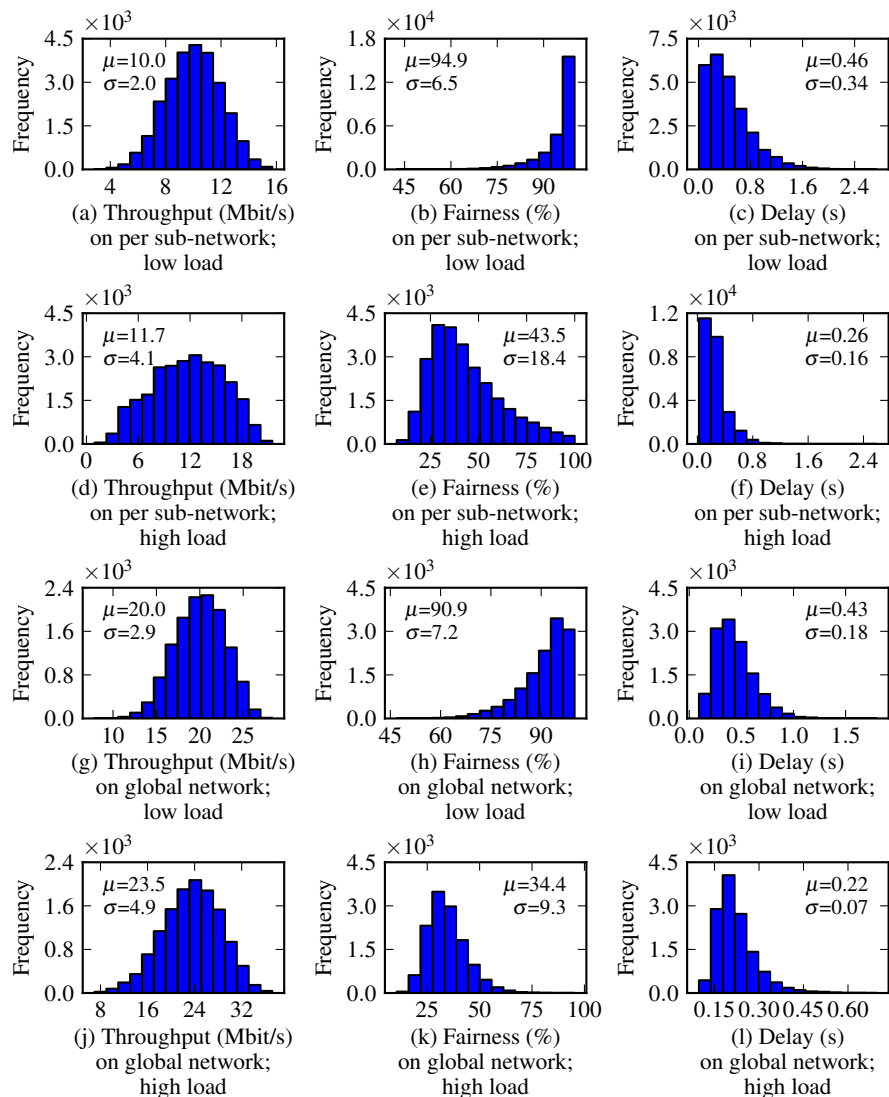 ×10³ ×10⁴ ×10³
Frequency
4.5
3.0
1.5
0.0
μ=10.0
σ=2.0
4 8 12 16
(a) Throughput (Mbit/s)
on per sub-network;
low load
Frequency
1.8
1.2
0.6
0.0
μ=94.9
σ=6.5
45 60 75 90
(b) Fairness (%)
on per sub-network;
low load
Frequency
7.5
5.0
2.5
0.0
μ=0.46
σ=0.34
0.0 0.8 1.6 2.4
(c) Delay (s)
on per sub-network;
low load
×10³ ×10³ ×10⁴
Frequency
4.5
3.0
1.5
0.0
μ=11.7
σ=4.1
0 6 12 18
(d) Throughput (Mbit/s)
on per sub-network;
high load
Frequency
4.5
3.0
1.5
0.0
μ=43.5
σ=18.4
25 50 75 100
(e) Fairness (%)
on per sub-network;
high load
Frequency
1.2
0.8
0.4
0.0
μ=0.26
σ=0.16
0.0 0.8 1.6 2.4
(f) Delay (s)
on per sub-network;
high load
×10³ ×10³ ×10³
Frequency
2.4
1.6
0.8
0.0
μ=20.0
σ=2.9
10 15 20 25
(g) Throughput (Mbit/s)
on global network;
low load
Frequency
4.5
3.0
1.5
0.0
μ=90.9
σ=7.2
45 60 75 90
(h) Fairness (%)
on global network;
low load
Frequency
4.5
3.0
1.5
0.0
μ=0.43
σ=0.18
0.0 0.5 1.0 1.5
(i) Delay (s)
on global network;
low load
×10³ ×10³ ×10³
Frequency
2.4
1.6
0.8
0.0
μ=23.5
σ=4.9
8 16 24 32
(j) Throughput (Mbit/s)
on global network;
high load
Frequency
4.5
3.0
1.5
0.0
μ=34.4
σ=9.3
25 50 75 100
(k) Fairness (%)
on global network;
high load
Frequency
4.5
3.0
1.5
0.0
μ=0.22
σ=0.07
0.15 0.30 0.45 0.60
(l) Delay (s)
on global network;
high load